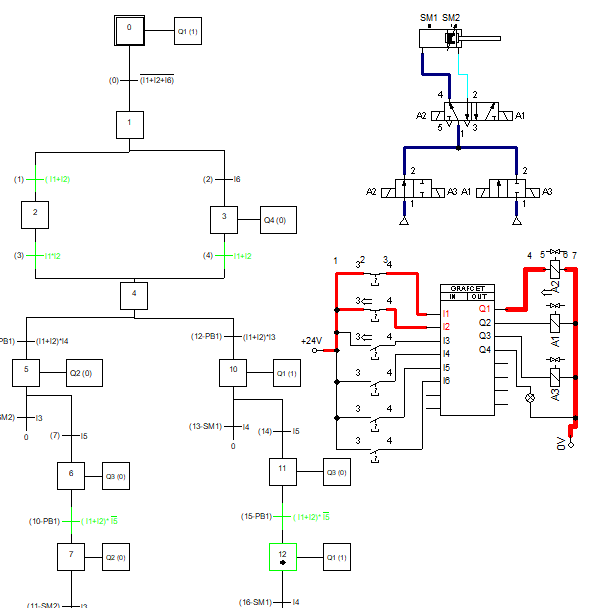 0
Q1 (1)
(0)
(I1+I2+I6)
1
(1)
( I1+I2)
(2)
I6
2
3
Q4 (0)
(3)
I1*I2
(4)
I1+I2
4
PB1)
(I1+I2)*I4
(12-PB1)
(I1+I2)*I3
5
Q2 (0)
10
Q1 (1)
SM2)
I3
0
(7)
I5
(13-SM1)
I4
0
(14)
I5
6
Q3 (0)
11
Q3 (0)
(10-PB1)
( I1+I2)* I5
(15-PB1)
( I1+I2)* I5
7
Q2 (0)
12
Q1 (1)
(11-SM2)
I3
(16-SM1)
I4
SM1 SM2
4 2
A2 A1
5 1 3
2 2
A2 A3 A1 A3
1 1
1 3 2 3 4
4 5 6 7
GRAFCET
IN OUT
+24V
I1
I2
I3
I4
I5
I6
Q1
Q2
Q3
Q4
3 4
3 4
3 4
3 4
3 4
A2
A1
A3
0V